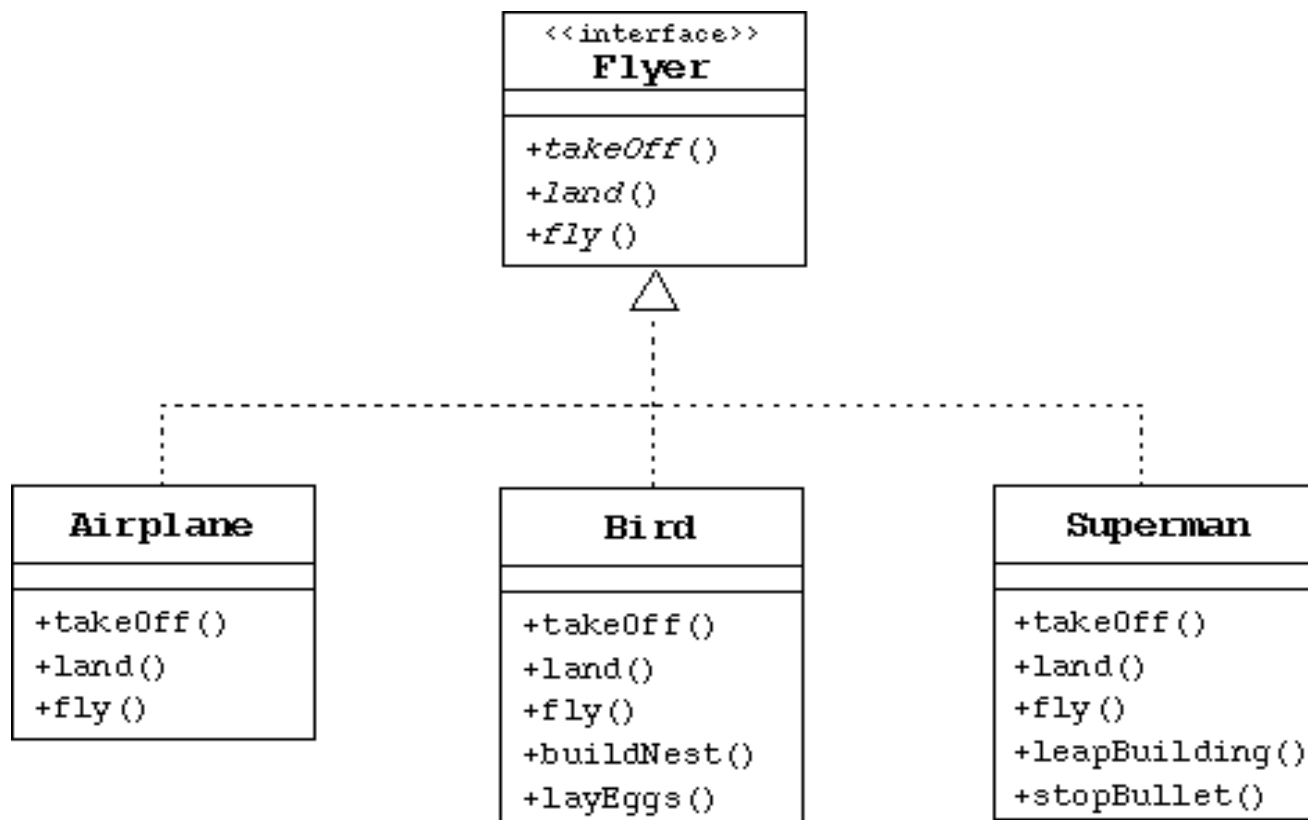 <<interface>>
Flyer
+takeOff()
+land()
+fly()
Airplane
+takeOff()
+land()
+fly()
Bird
+takeOff()
+land()
+fly()
+buildNest()
+layEggs()
Superman
+takeOff()
+land()
+fly()
+leapBuilding()
+stopBullet()